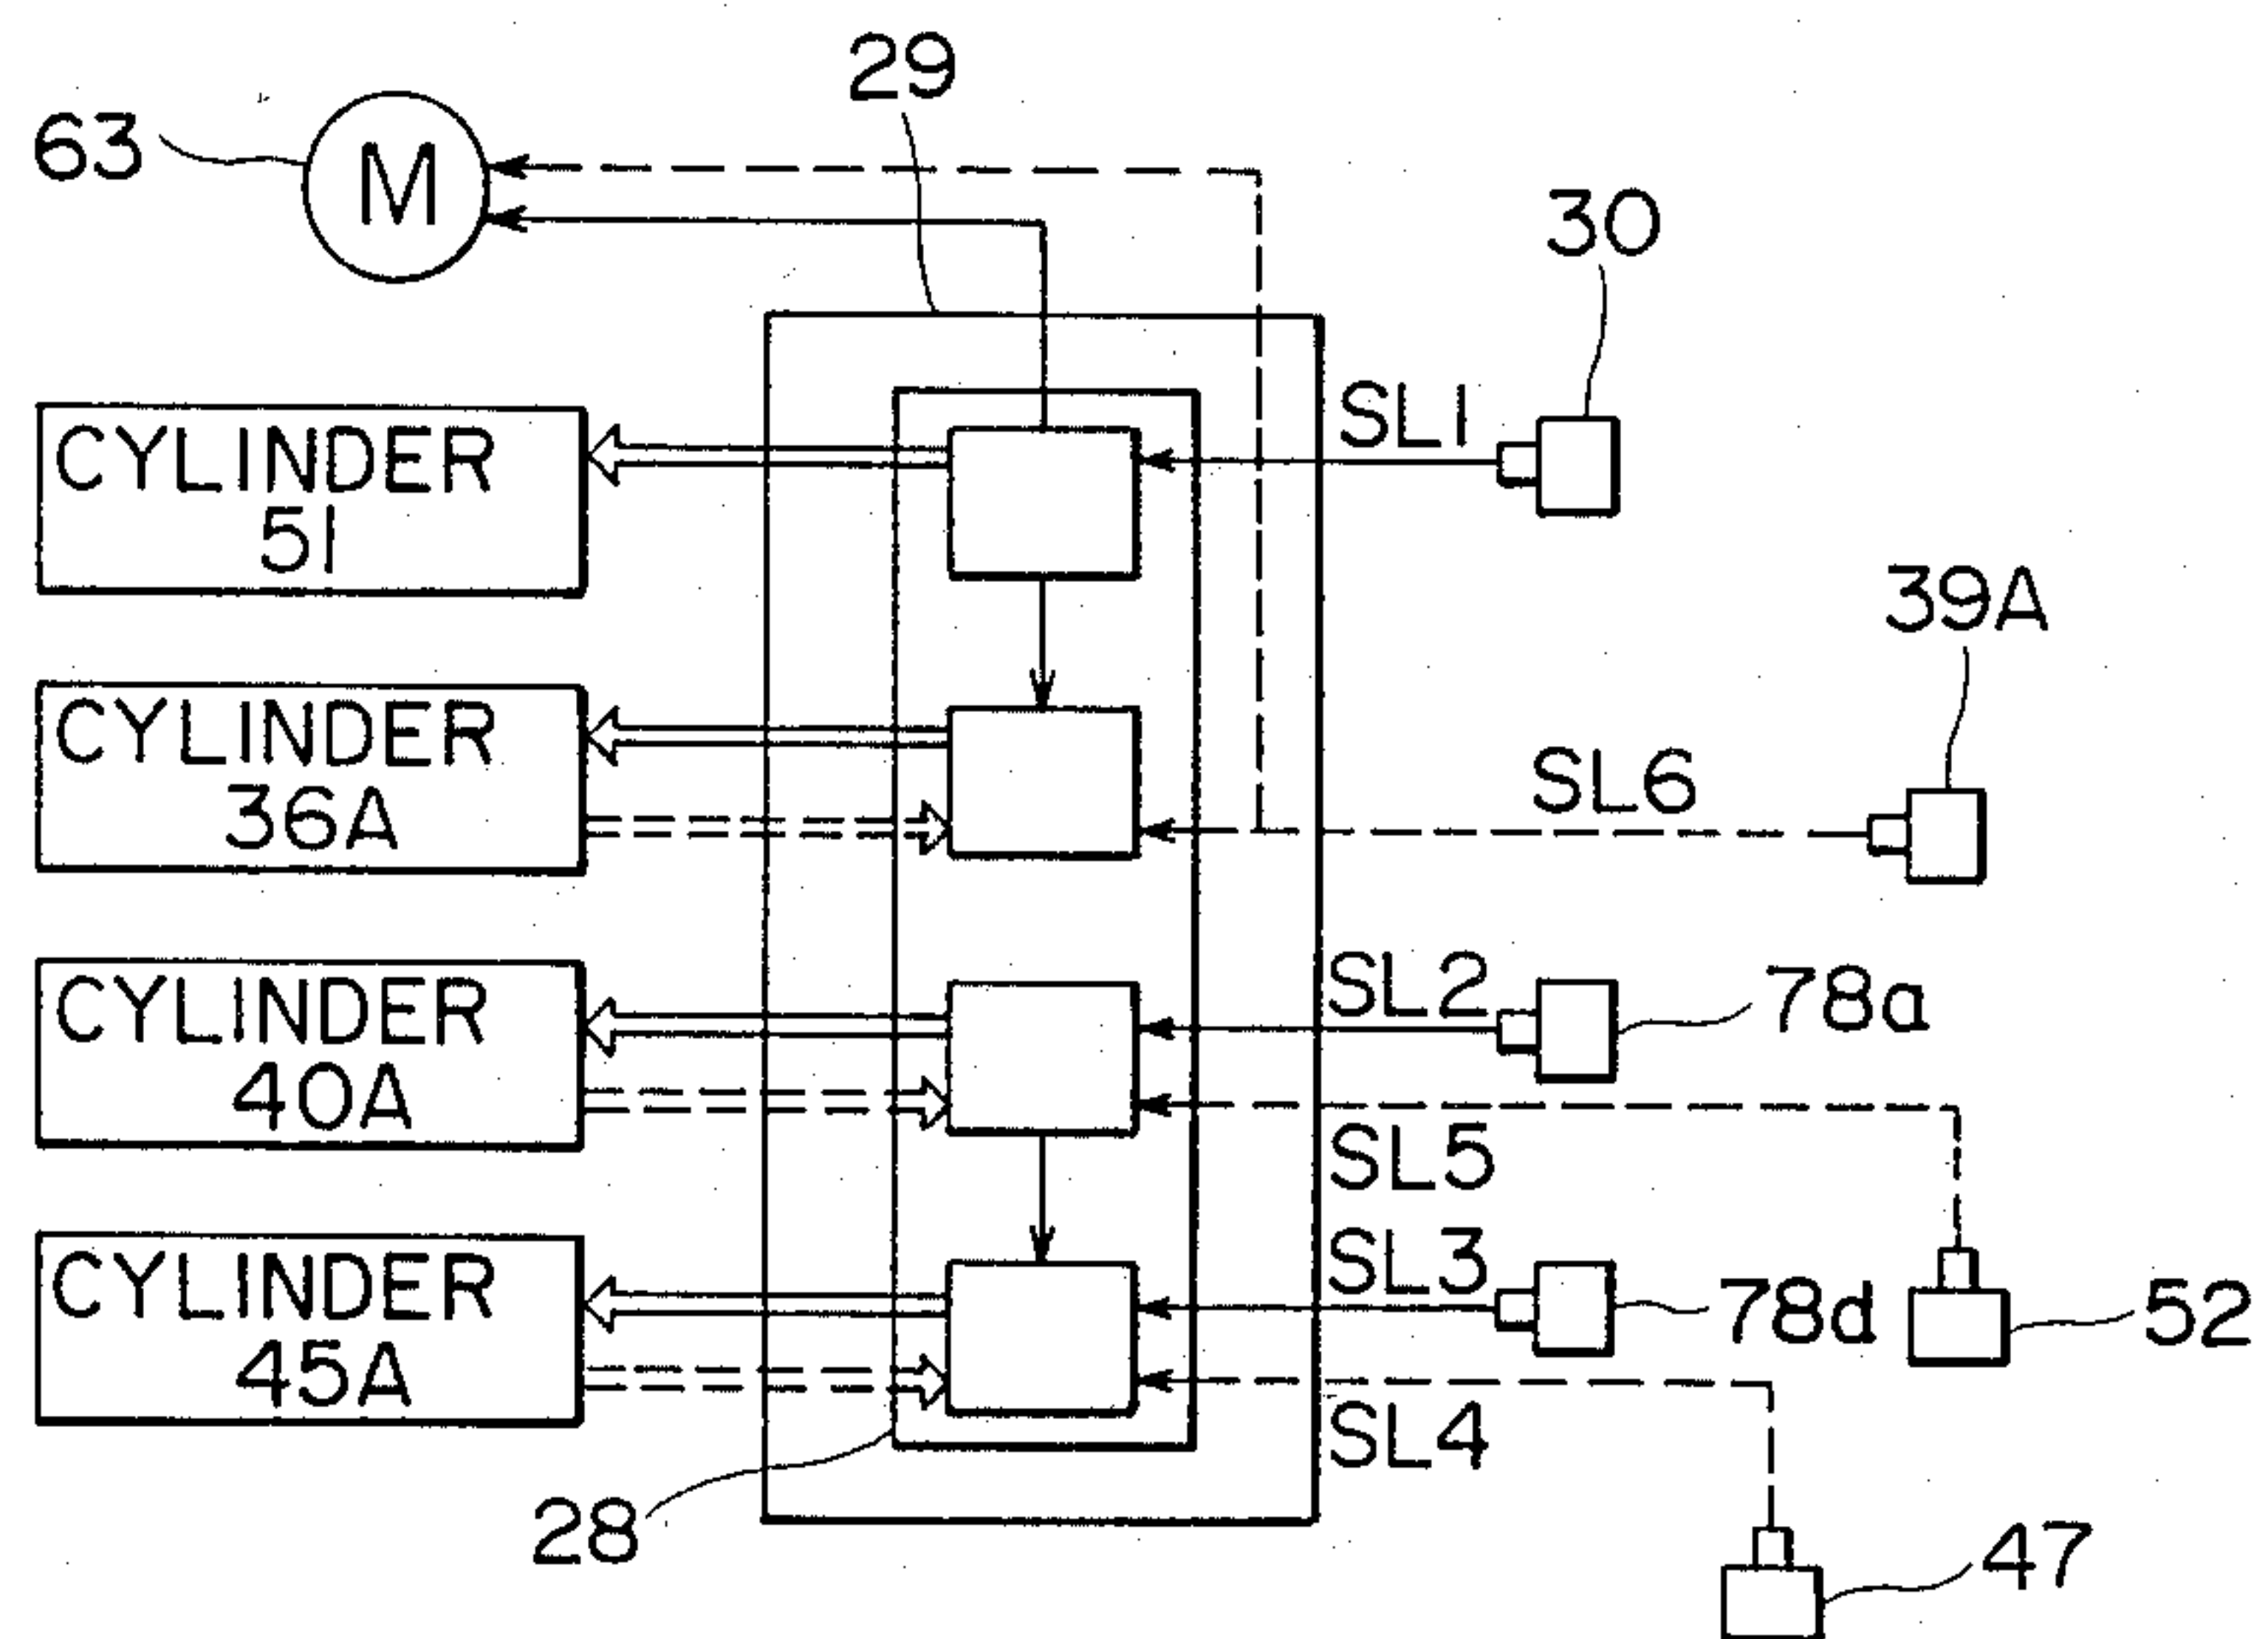 29
63
M
30
CYLINDER
51
SL1
39A
CYLINDER
36A
SL6
CYLINDER
40A
SL2
78a
SL5
CYLINDER
45A
SL3
78d
52
SL4
28
47